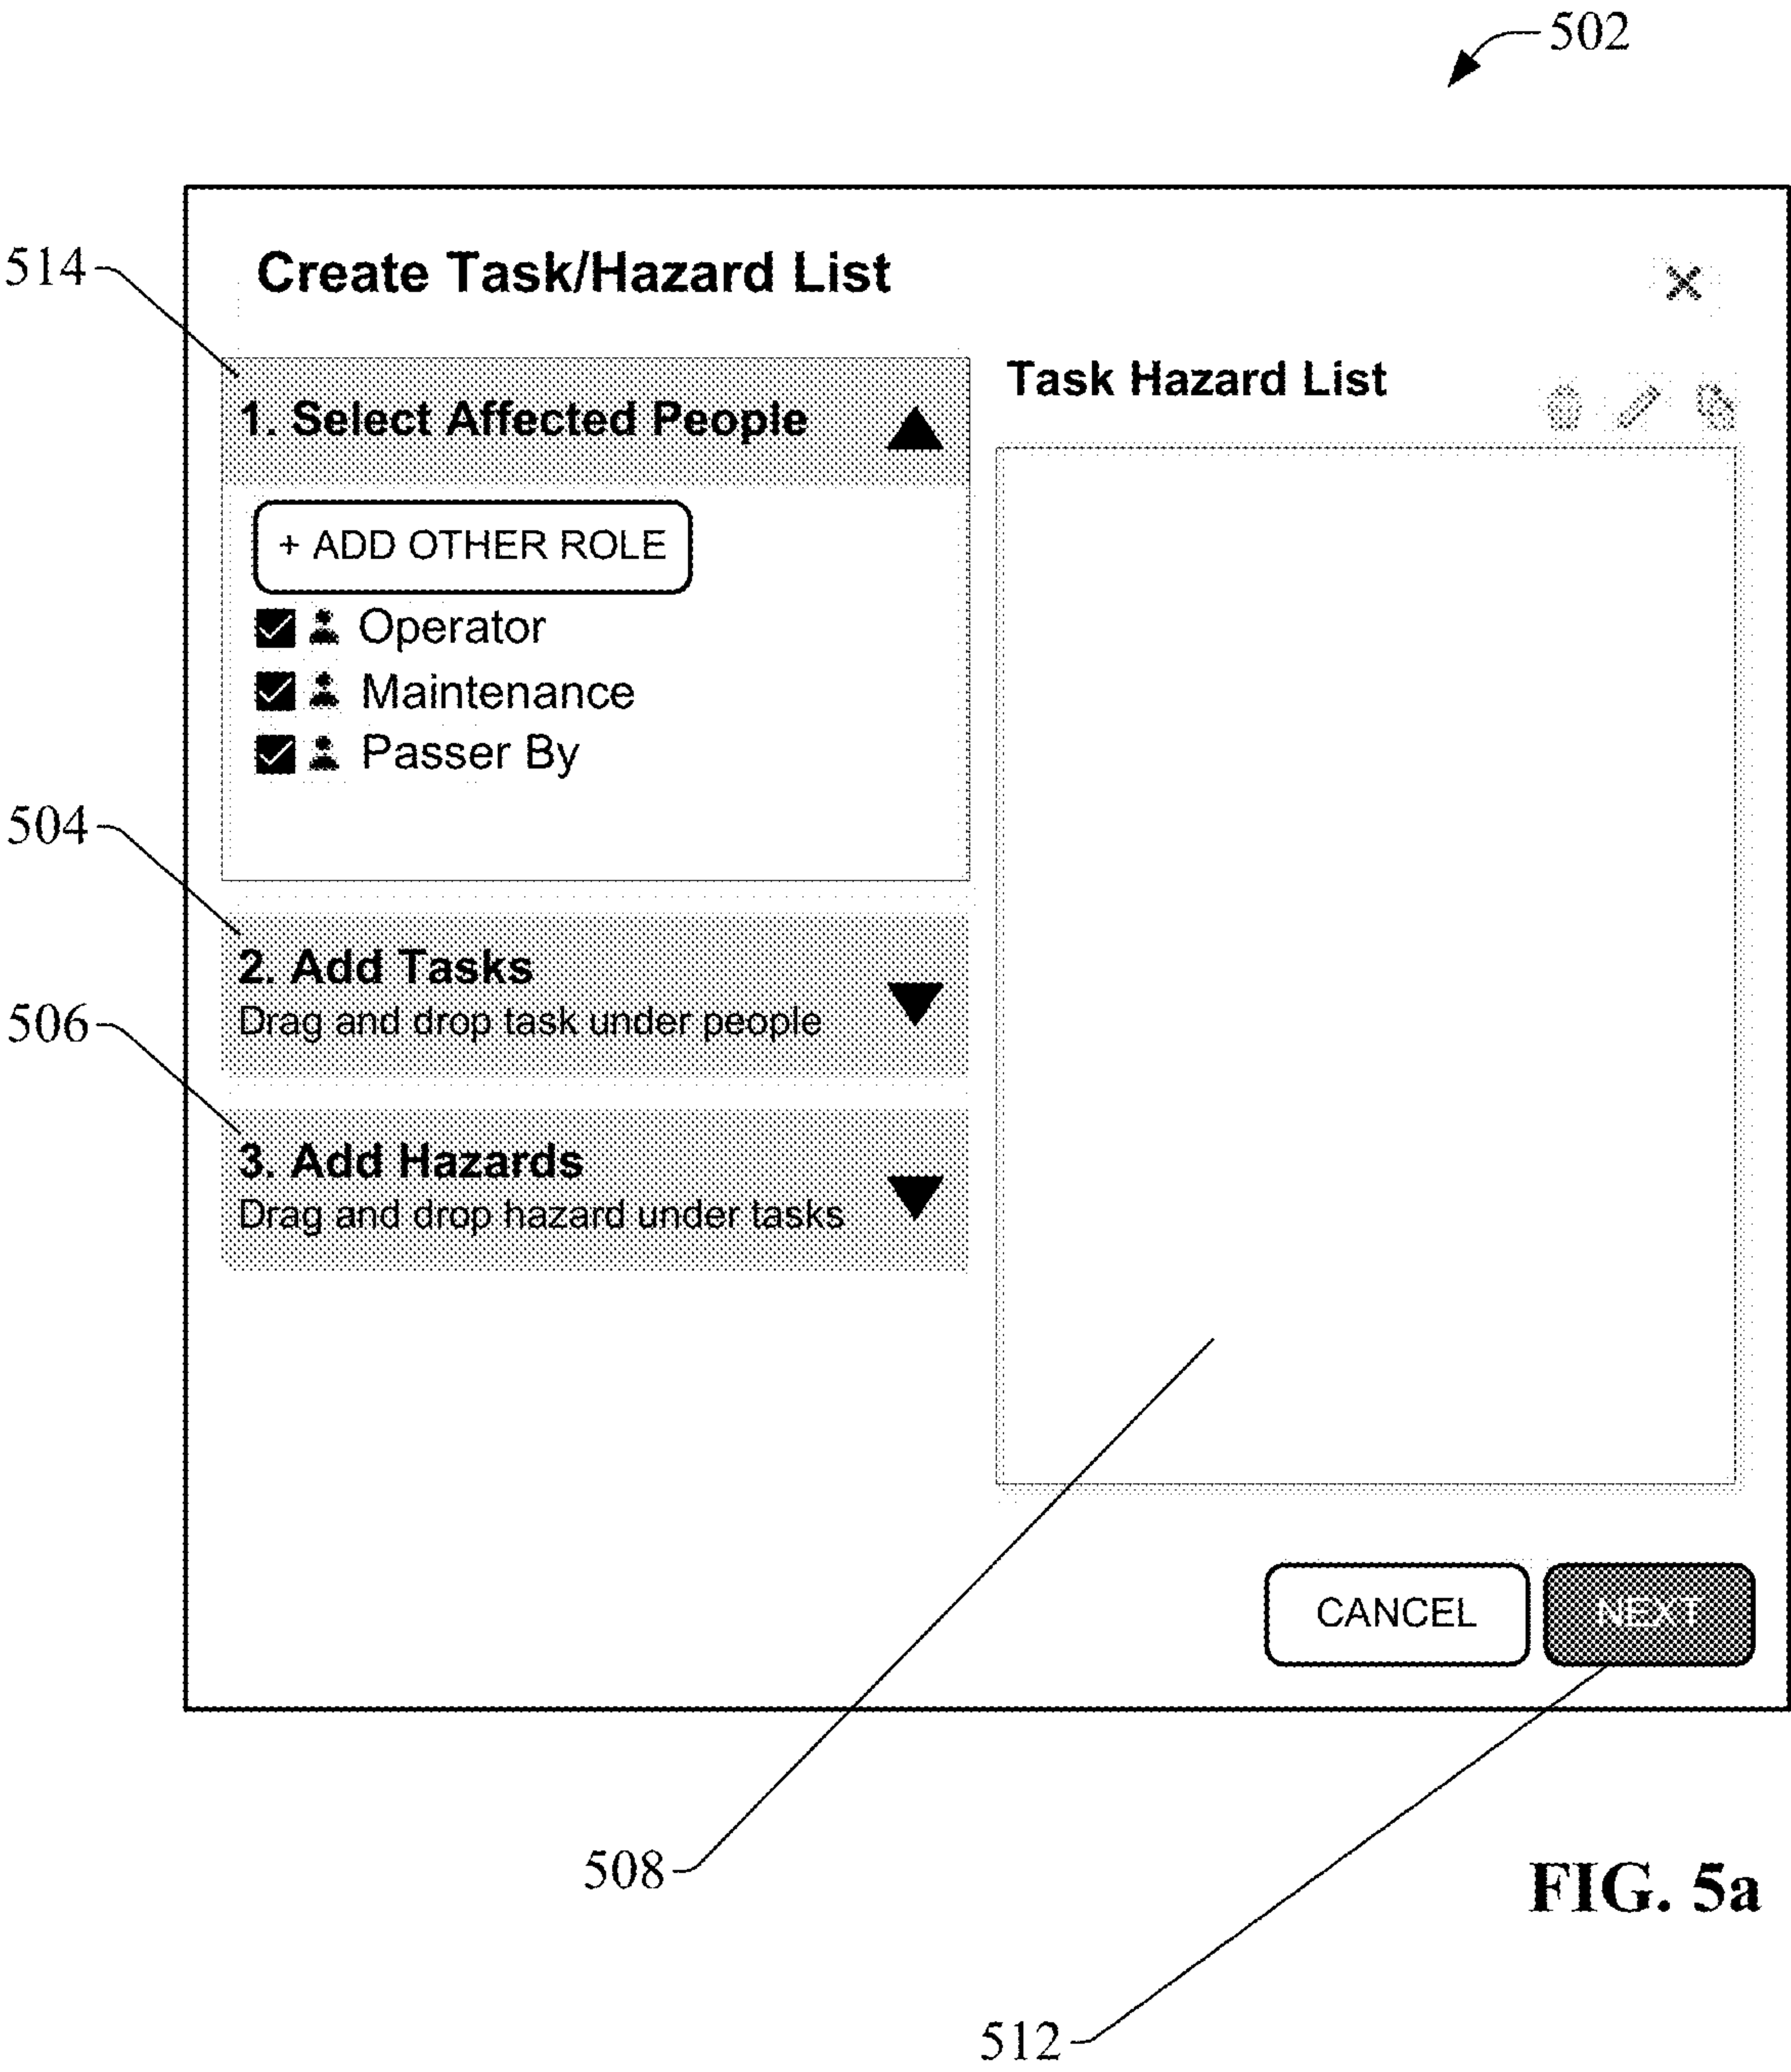 502
514
Create Task/Hazard List
1. Select Affected People
+ ADD OTHER ROLE
Operator
Maintenance
Passer By
504
2. Add Tasks
Drag and drop task under people
506
3. Add Hazards
Drag and drop hazard under tasks
Task Hazard List
CANCEL
NEXT
508
512
FIG. 5a